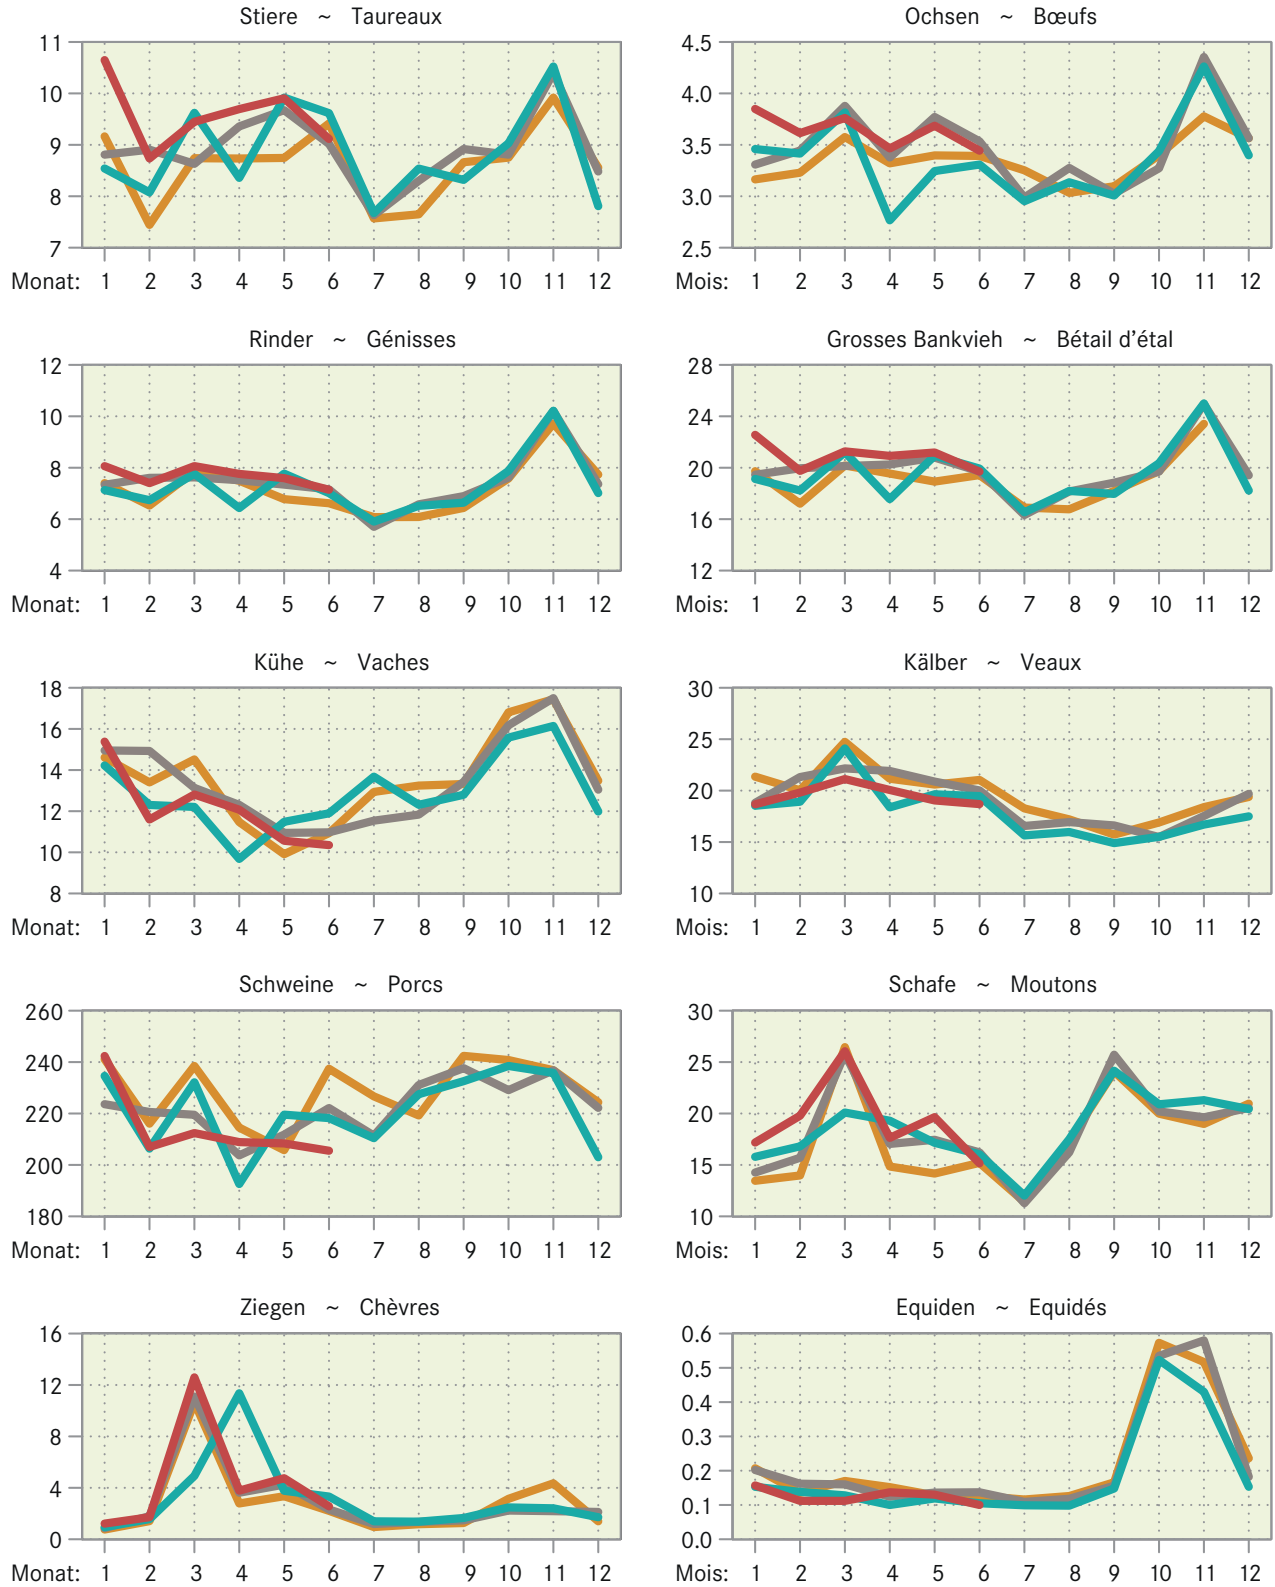 Stiere ~ Taureaux
11
10
9
8
7
Monat: 1 2 3 4 5 6 7 8 9 10 11 12
Ochsen ~ Bœufs
4.5
4.0
3.5
3.0
2.5
Mois: 1 2 3 4 5 6 7 8 9 10 11 12
Rinder ~ Génisses
12
10
8
6
4
Monat: 1 2 3 4 5 6 7 8 9 10 11 12
Grosses Bankvieh ~ Bétail d'étal
28
24
20
16
12
Mois: 1 2 3 4 5 6 7 8 9 10 11 12
Kühe ~ Vaches
18
16
14
12
10
8
Monat: 1 2 3 4 5 6 7 8 9 10 11 12
Kälber ~ Veaux
30
25
20
15
10
Mois: 1 2 3 4 5 6 7 8 9 10 11 12
Schweine ~ Porcs
260
240
220
200
180
Monat: 1 2 3 4 5 6 7 8 9 10 11 12
Schafe ~ Moutons
30
25
20
15
10
Mois: 1 2 3 4 5 6 7 8 9 10 11 12
Ziegen ~ Chèvres
16
12
8
4
0
Monat: 1 2 3 4 5 6 7 8 9 10 11 12
Equiden ~ Equidés
0.6
0.5
0.4
0.3
0.2
0.1
0.0
Mois: 1 2 3 4 5 6 7 8 9 10 11 12